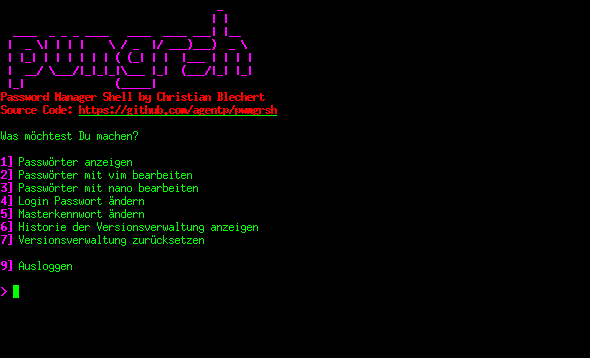 pwmgrsh
Password Manager Shell by Christian Blechert
Source Code: https://github.com/agentp/pwmgrsh
Was möchtest Du machen?
1] Passwörter anzeigen
2] Passwörter mit vim bearbeiten
3] Passwörter mit nano bearbeiten
4] Login Passwort ändern
5] Masterkennwort ändern
6] Historie der Versionsverwaltung anzeigen
7] Versionsverwaltung zurücksetzen
9] Ausloggen
>